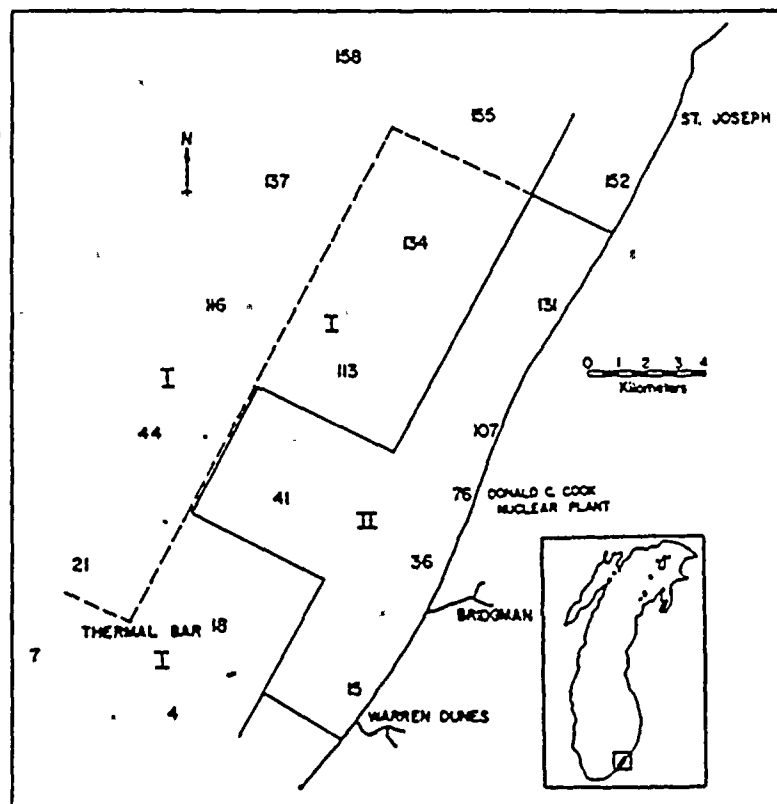 158
155
ST. JOSEPH
N
137
152
134
116
I
131
113
I
0 1 2 3 4
Kilometers
44
107
41
76 DONALD C. COOK
NUCLEAR PLANT
II
21
36
BRIDGMAN
THERMAL BAR
18
7
I
15
4
WARREN DUNES